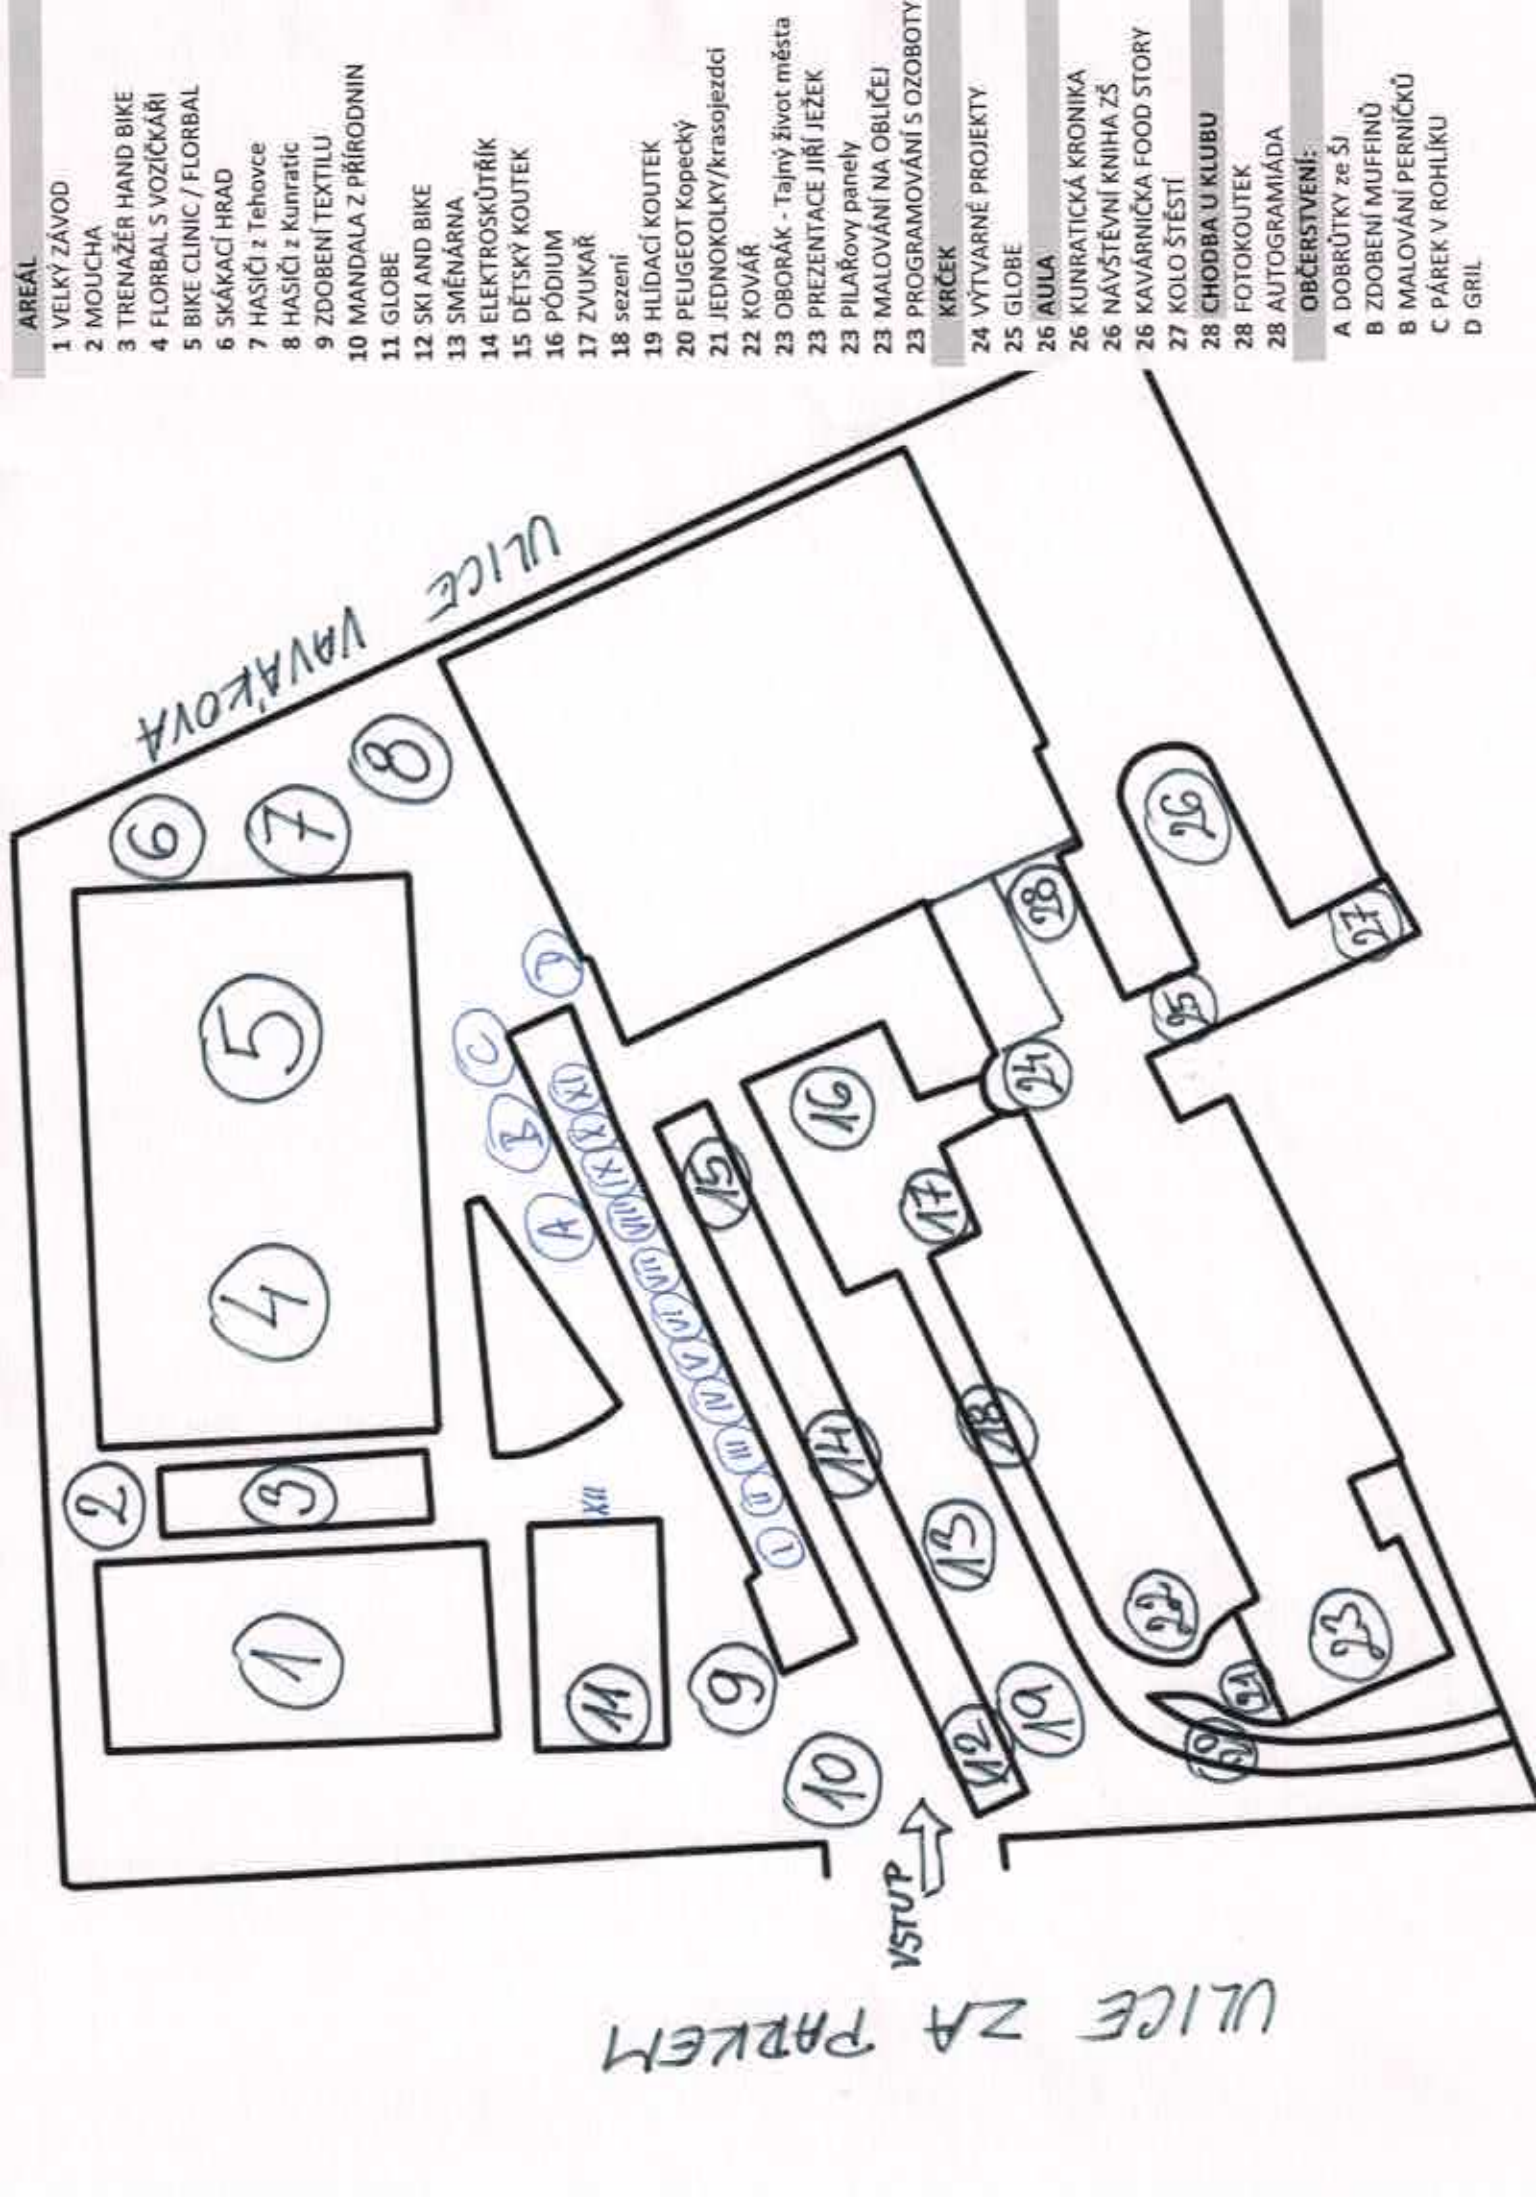 AREÁL
1 VELKÝ ZÁVOD
2 MOUCHA
3 TRENAŽÉR HAND BIKE
4 FLORBAL S VOZÍČKÁŘI
5 BIKE CLINIC / FLORBAL
6 SKÁKACÍ HRAD
7 HASIČI z Tehovce
8 HASIČI z Kunratic
9 ZDOBENÍ TEXTILU
10 MANDALA Z PŘÍRODNIN
11 GLOBE
12 SKI AND BIKE
13 SMĚNÁRNA
14 ELEKTROSKŮTŘÍK
15 DĚTSKÝ KOUTEK
16 PÓDIUM
17 ZVUKAŘ
18 sezení
19 HLÍDACÍ KOUTEK
20 PEUGEOT Kopecký
21 JEDNOKOLKY/krasojezdci
22 KOVÁŘ
23 OBORÁK - Tajný život města
23 PREZENTACE JIŘÍ JEŽEK
23 PILAŘovy panely
23 MALOVÁNÍ NA OBLIČEJ
23 PROGRAMOVÁNÍ S OZOBOTY
KRČEK
24 VÝTVARNÉ PROJEKTY
25 GLOBE
26 AULA
26 KUNRATICKÁ KRONIKA
26 NÁVŠTĚVNÍ KNIHA ZŠ
26 KAVÁRNIČKA FOOD STORY
27 KOLO ŠTĚSTÍ
28 CHODBA U KLUBU
28 FOTOKOUTEK
28 AUTOGRAMIÁDA
OBČERSTVENÍ:
A DOBRŮTKY ze ŠJ
B ZDOBENÍ MUFFINŮ
B MALOVÁNÍ PERNÍČKŮ
C PÁREK V ROHLÍKU
D GRIL
ULICE ZA PARKEM
VSTUP
VAVÁKOVA ULICE
1
2
3
4
5
6
7
8
9
10
11
12
13
14
15
16
17
18
19
20
21
22
23
24
25
26
27
28
A
B
C
D
I
II
III
IV
V
VI
VII
VIII
IX
X
XI
XII